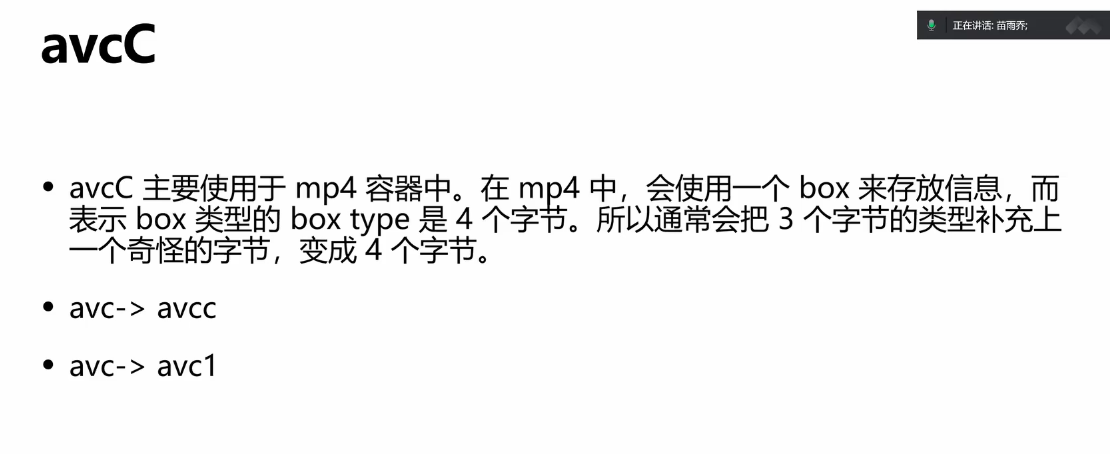 avcC
正在讲话: 苗雨乔;
• avcC 主要使用于 mp4 容器中。在 mp4 中，会使用一个 box 来存放信息，而
表示 box 类型的 box type 是 4 个字节。所以通常会把 3 个字节的类型补充上
一个奇怪的字节，变成 4 个字节。
• avc-> avcc
• avc-> avc1